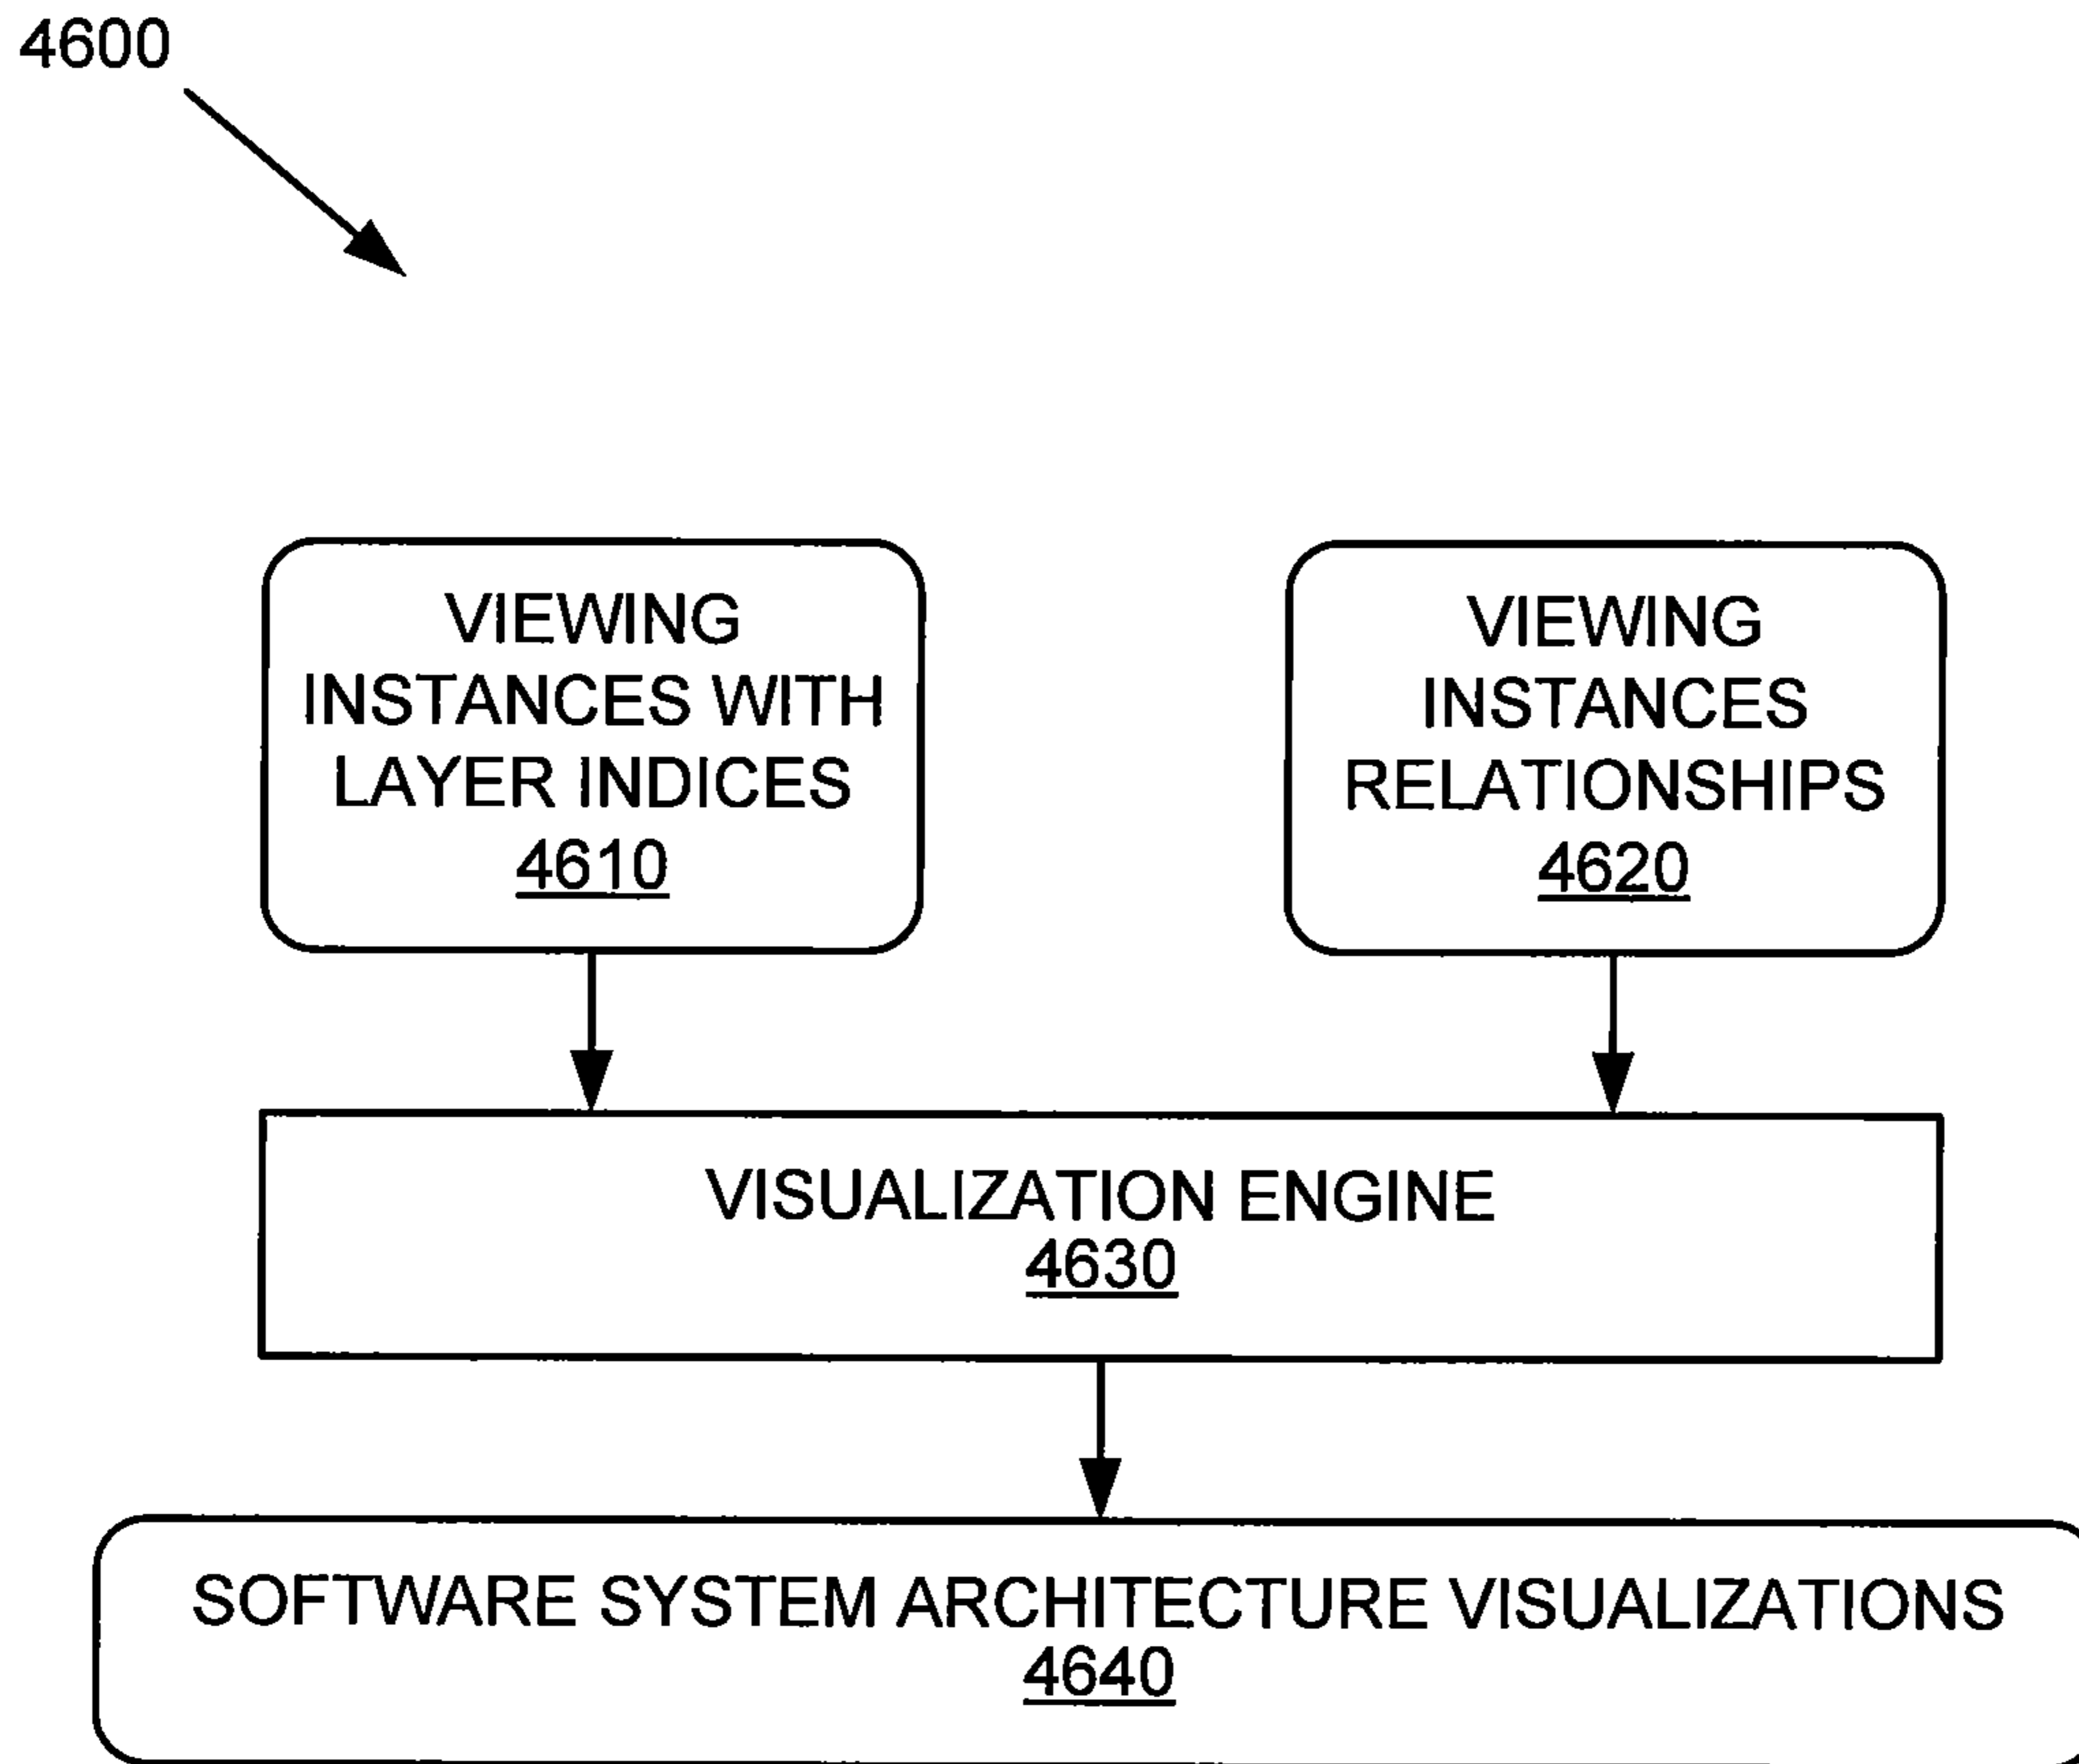 4600
VIEWING
INSTANCES WITH
LAYER INDICES
4610
VIEWING
INSTANCES
RELATIONSHIPS
4620
VISUALIZATION ENGINE
4630
SOFTWARE SYSTEM ARCHITECTURE VISUALIZATIONS
4640